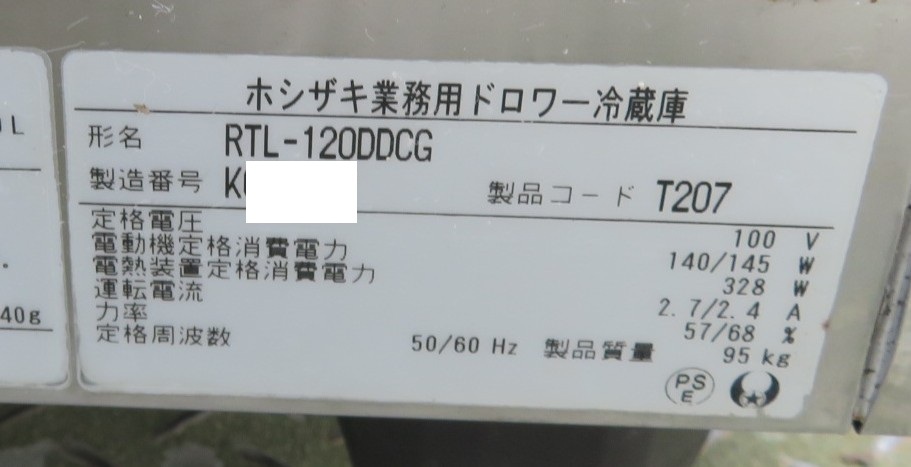 ホシザキ業務用ドロワー冷蔵庫
形名 RTL-120DDCG
製造番号 K
製品コード T207
定格電圧 100 V
電動機定格消費電力 140/145 W
電熱装置定格消費電力 328 W
運転電流 2.7/2.4 A
力率 57/68 %
定格周波数 50/60 Hz 製品質量 95 kg
PS
E
L
40g